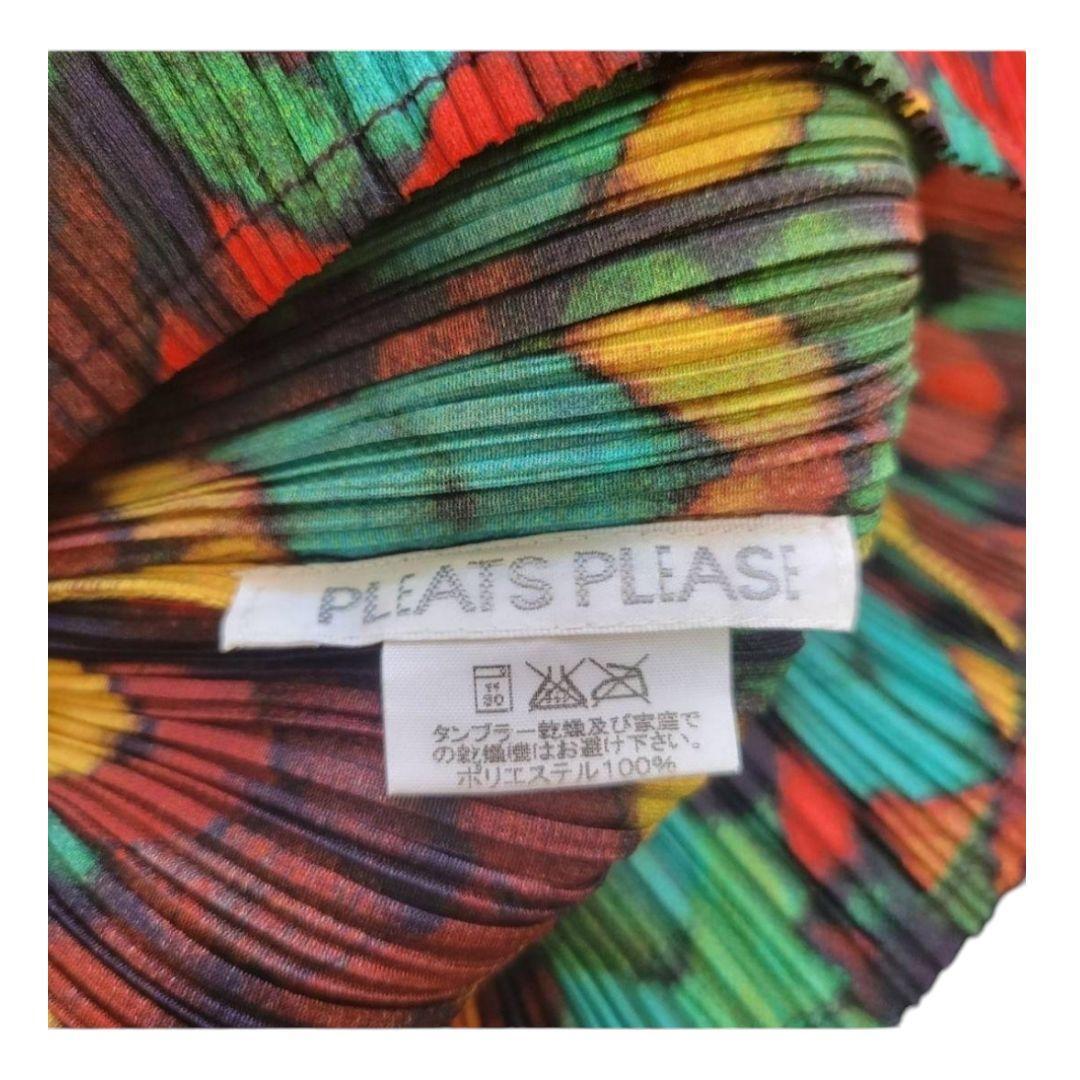 PLEATS PLEASE
タンブラー乾燥及び家庭で
の乾燥機はお避け下さい。
ポリエステル100%